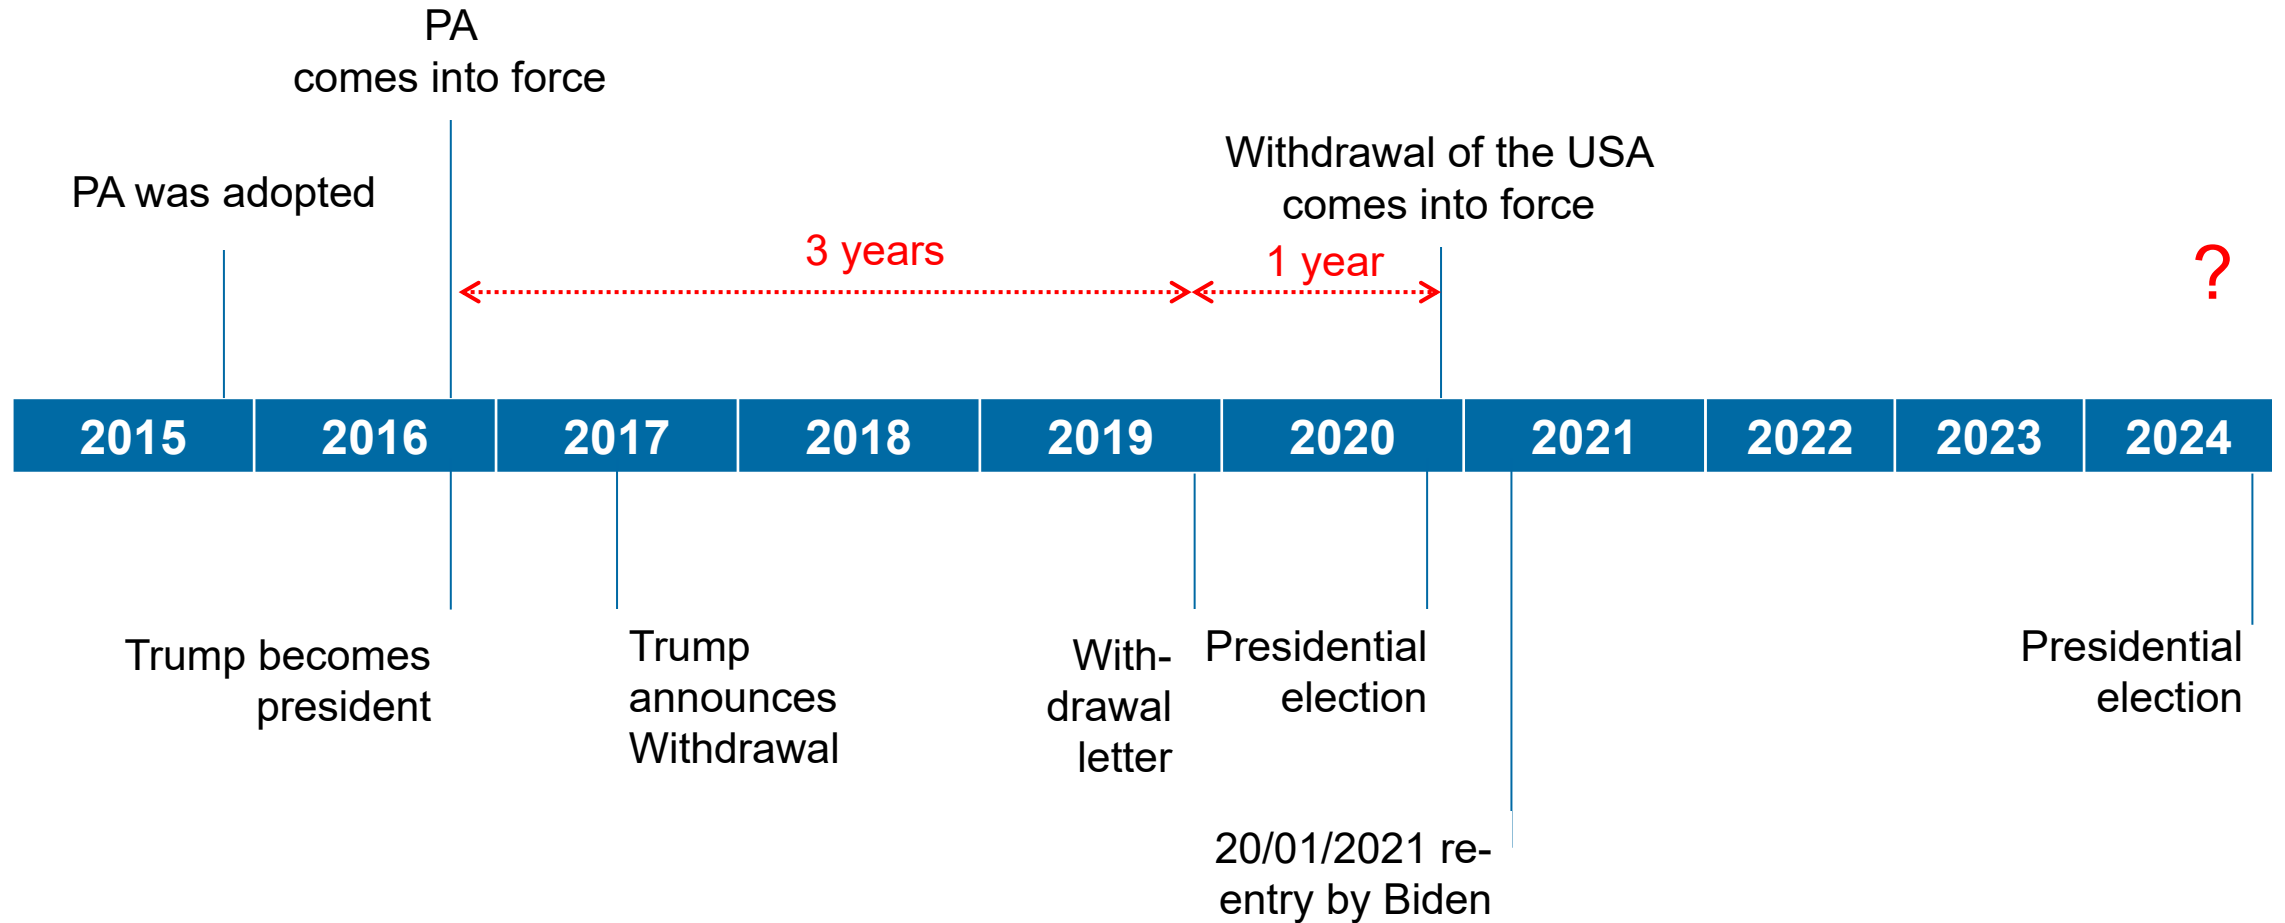 PA
comes into force
PA was adopted
Withdrawal of the USA
comes into force
3 years
1 year
?
2015
2016
2017
2018
2019
2020
2021
2022
2023
2024
Trump becomes
president
Trump
announces
Withdrawal
With-
drawal
letter
Presidential
election
20/01/2021 re-
entry by Biden
Presidential
election